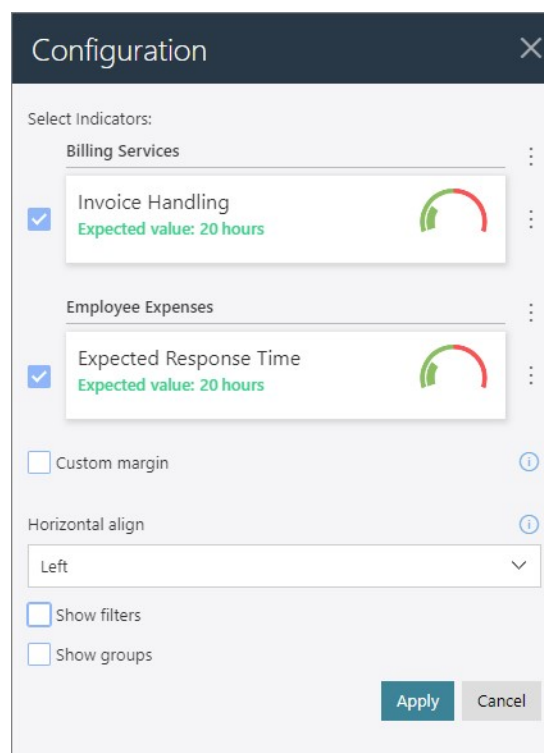 Configuration
Select Indicators:
Billing Services
Invoice Handling
Expected value: 20 hours
Employee Expenses
Expected Response Time
Expected value: 20 hours
Custom margin
Horizontal align
Left
Show filters
Show groups
Apply Cancel